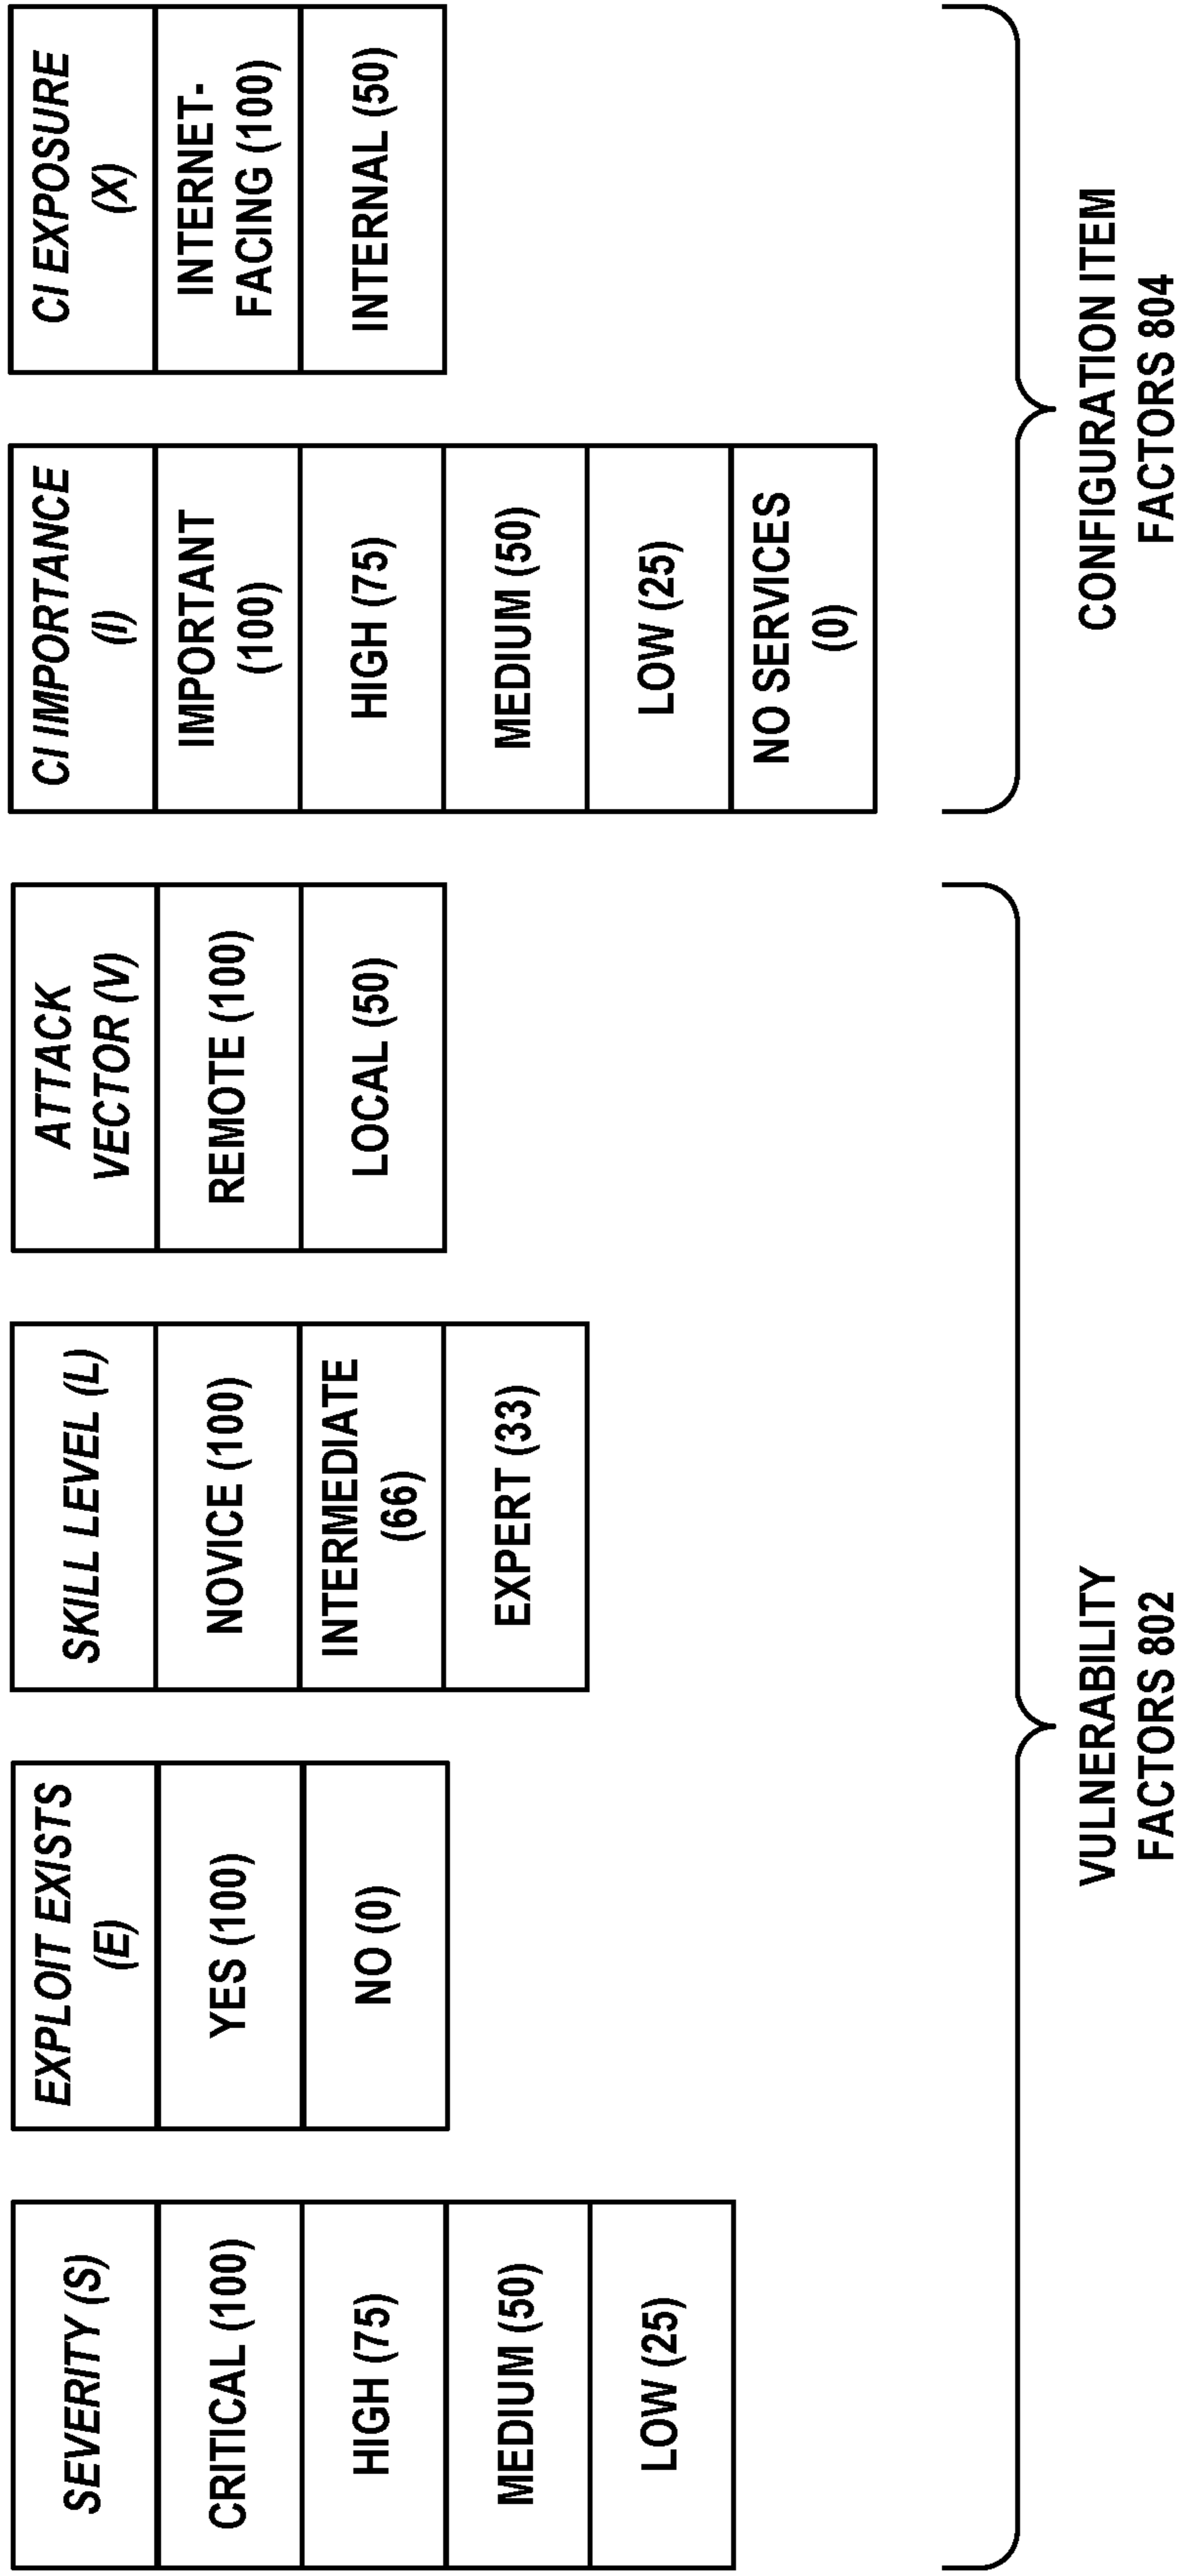 SEVERITY (S)
CRITICAL (100)
HIGH (75)
MEDIUM (50)
LOW (25)
EXPLOIT EXISTS
(E)
YES (100)
NO (0)
SKILL LEVEL (L)
NOVICE (100)
INTERMEDIATE
(66)
EXPERT (33)
ATTACK
VECTOR (V)
REMOTE (100)
LOCAL (50)
CI IMPORTANCE
(I)
IMPORTANT
(100)
HIGH (75)
MEDIUM (50)
LOW (25)
NO SERVICES
(0)
CI EXPOSURE
(X)
INTERNET-
FACING (100)
INTERNAL (50)
VULNERABILITY
FACTORS 802
CONFIGURATION ITEM
FACTORS 804